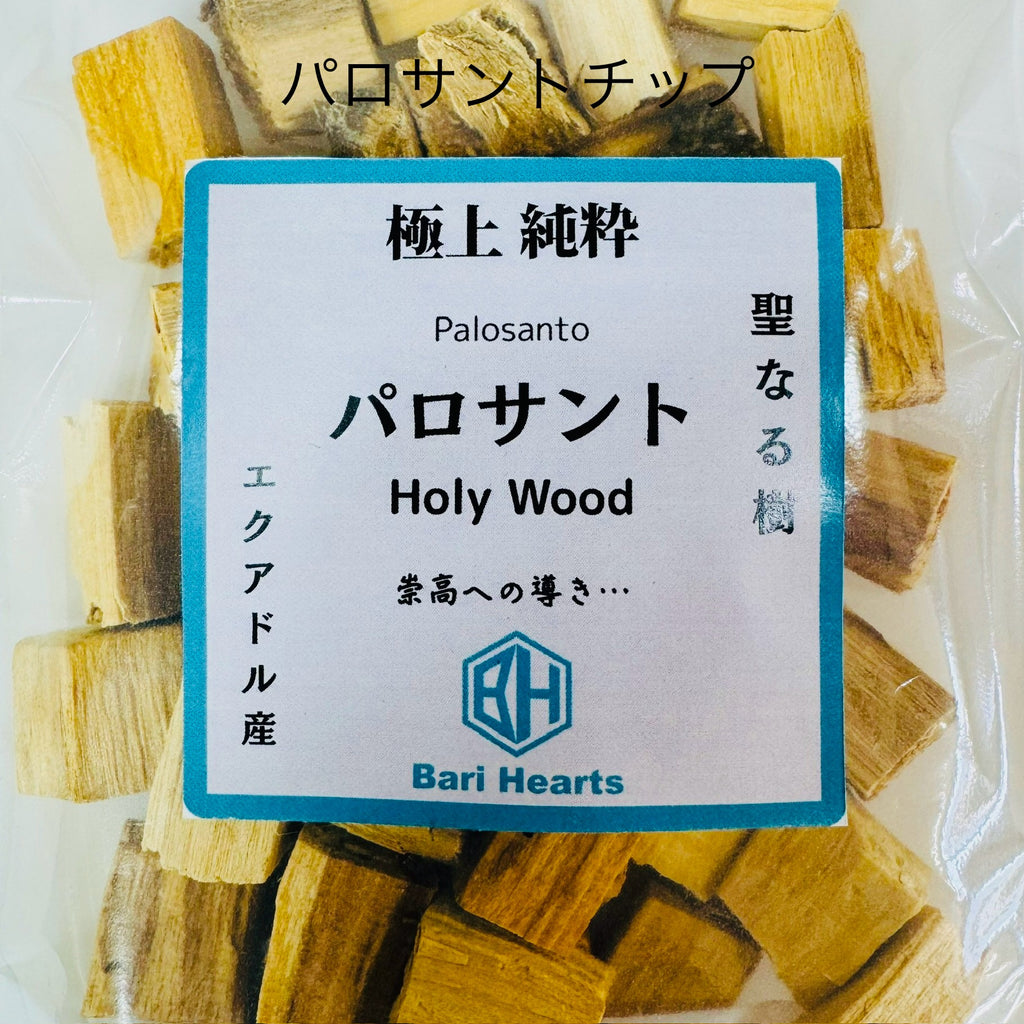 パロサントチップ
極上 純粋
Palosanto
聖なる樹
パロサント
Holy Wood
エクアドル産
崇高への導き…
BH
Bari Hearts